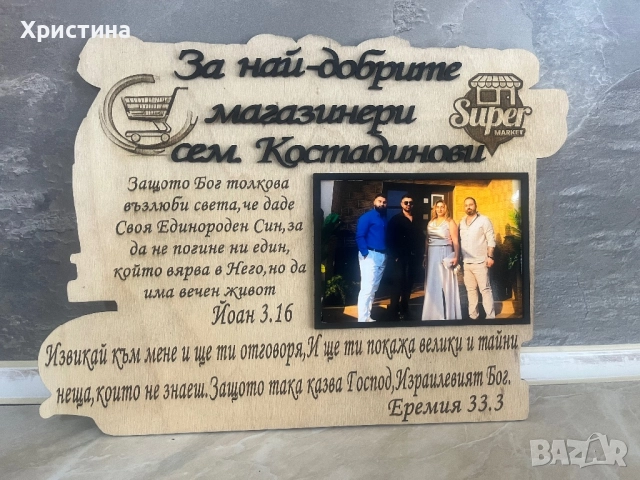 Христина
За най-добрите
магазинери
сем. Костадинови
Super
MARKET
Защото Бог толкова
възлюби света,че даде
Своя Единороден Син,за
да не погине ни един,
който вярва в Него,но да
има вечен живот
Йоан 3.16
Извикай към мене и ще ти отговоря,И ще ти покажа велики и тайни
неща,които не знаеш.Защото така казва Господ,Израилевият Бог.
Еремия 33.3
BAZAR